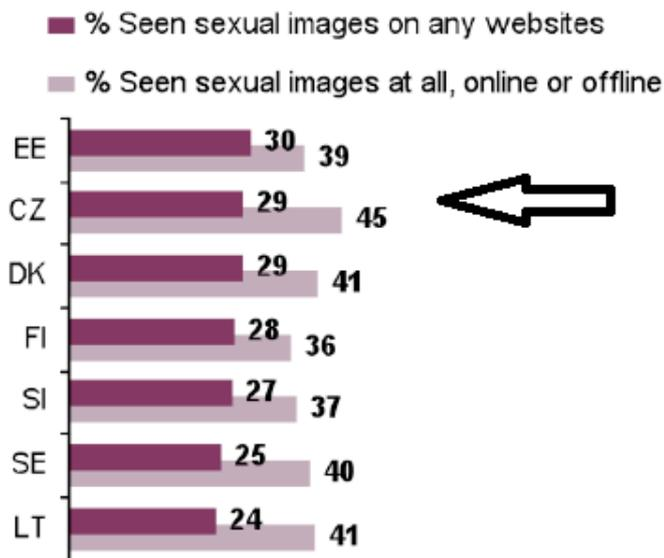 % Seen sexual images on any websites
% Seen sexual images at all, online or offline
EE 30 39
CZ 29 45
DK 29 41
FI 28 36
SI 27 37
SE 25 40
LT 24 41